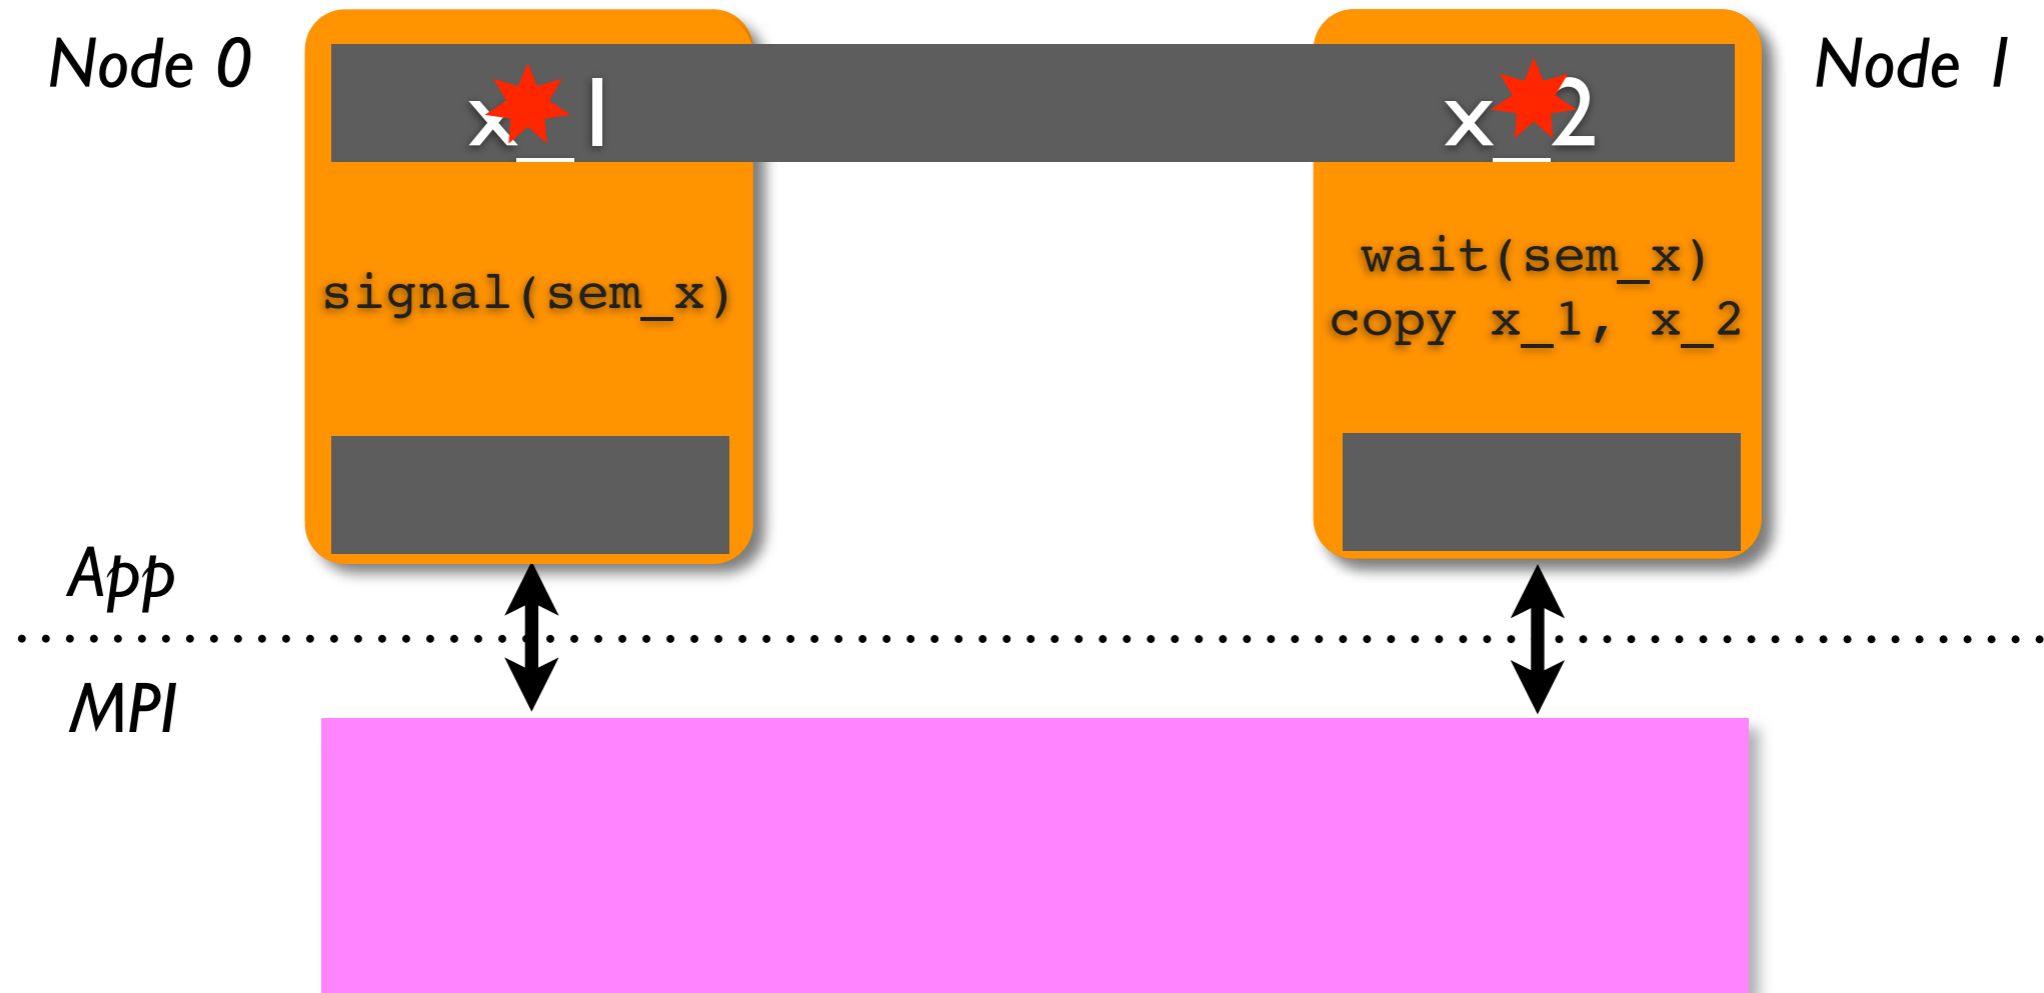 Node 0
Node 1
x_1
x_2
signal(sem_x)
wait(sem_x)
copy x_1, x_2
App
MPI